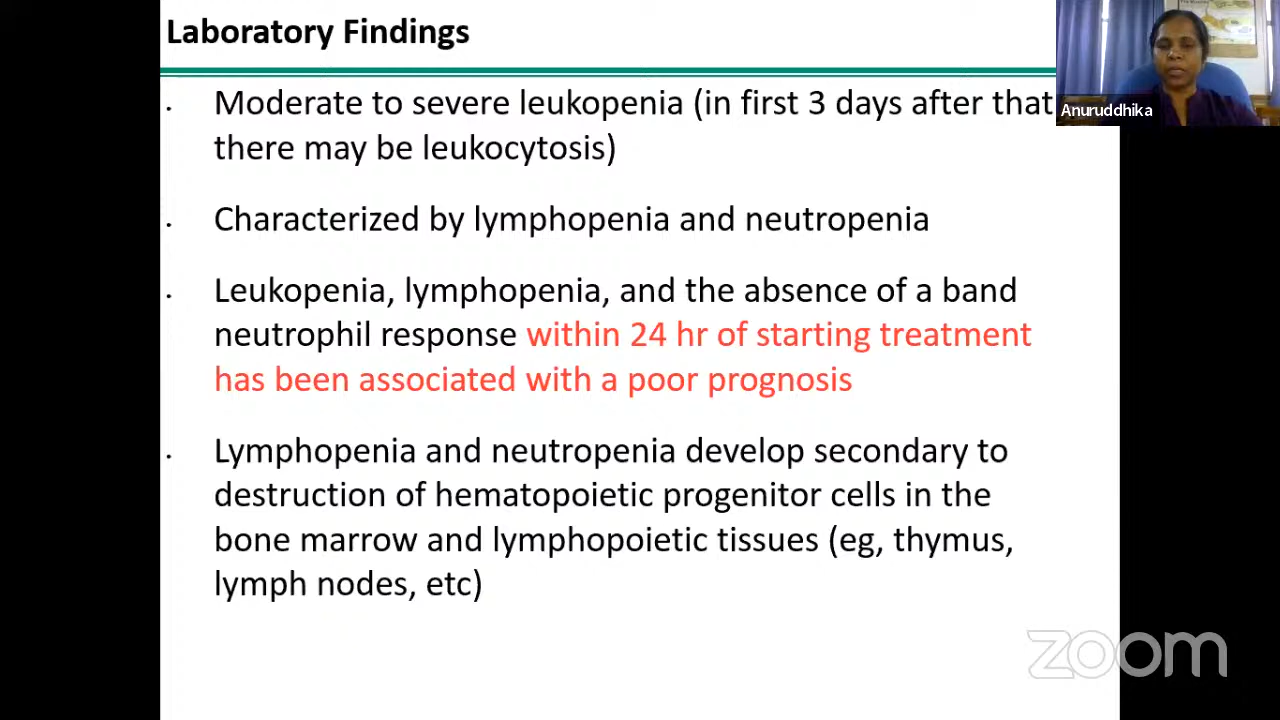 Laboratory Findings
Anuruddhika
• Moderate to severe leukopenia (in first 3 days after that
there may be leukocytosis)
• Characterized by lymphopenia and neutropenia
• Leukopenia, lymphopenia, and the absence of a band
neutrophil response within 24 hr of starting treatment
has been associated with a poor prognosis
• Lymphopenia and neutropenia develop secondary to
destruction of hematopoietic progenitor cells in the
bone marrow and lymphopoietic tissues (eg, thymus,
lymph nodes, etc)
zoom